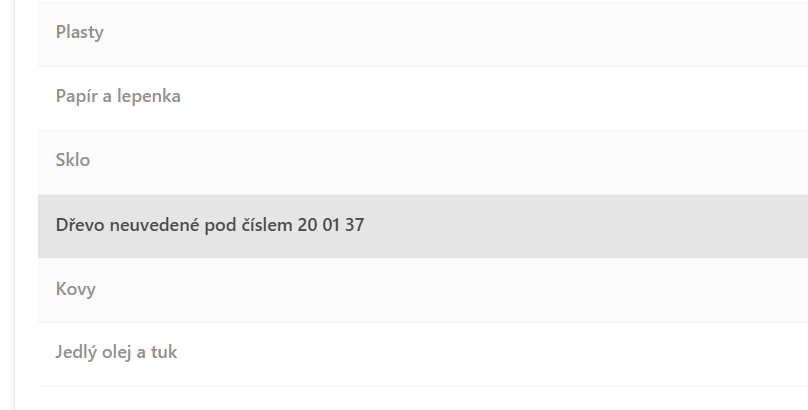 Plasty
Papír a lepenka
Sklo
Dřevo neuvedené pod číslem 20 01 37
Kovy
Jedlý olej a tuk